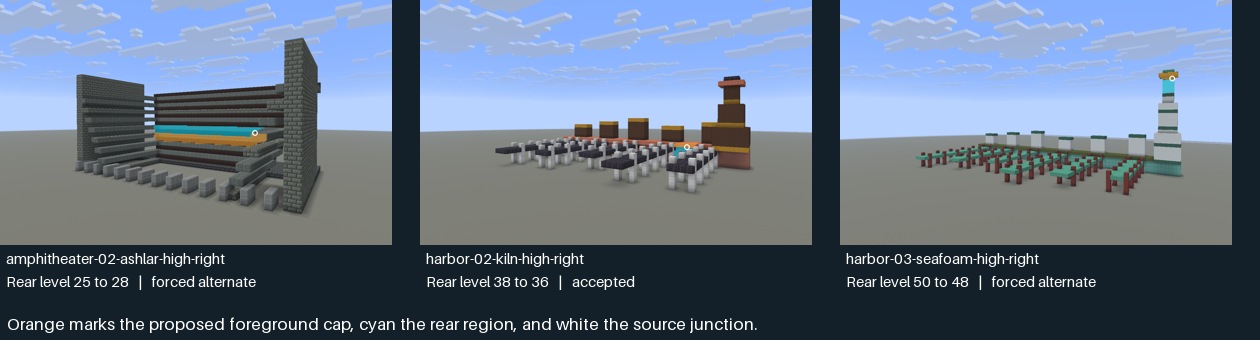 amphitheater-02-ashlar-high-right
Rear level 25 to 28 | forced alternate
harbor-02-kiln-high-right
Rear level 38 to 36 | accepted
harbor-03-seafoam-high-right
Rear level 50 to 48 | forced alternate
Orange marks the proposed foreground cap, cyan the rear region, and white the source junction.